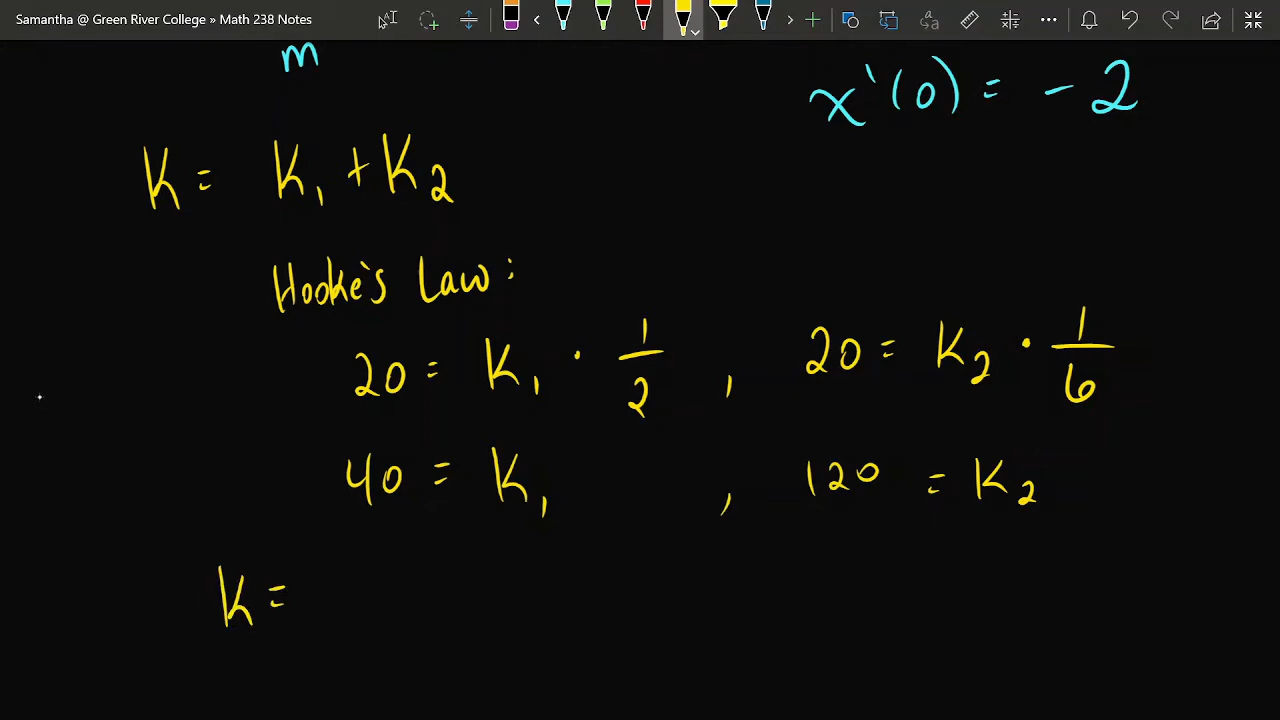 Samantha @ Green River College » Math 238 Notes
m
x'(0) = -2
K = K₁ + K₂
Hooke's Law:
20 = K₁ · 1/2 , 20 = K₂ · 1/6
40 = K₁ , 120 = K₂
K =